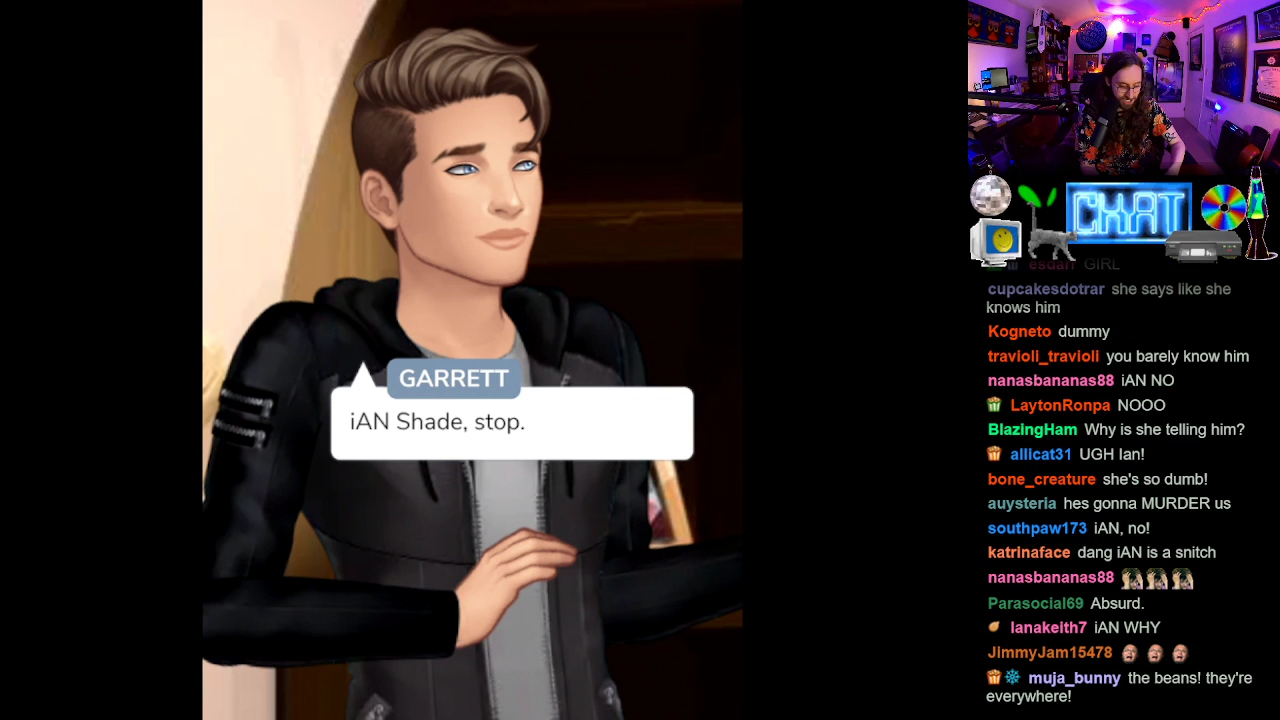 GARRETT
iAN Shade, stop.
CHAT
esdarr GIRL
cupcakesdotrar she says like she
knows him
Kogneto dummy
travioli_travioli you barely know him
nanasbananas88 iAN NO
LaytonRonpa NOOO
BlazingHam Why is she telling him?
allicat31 UGH Ian!
bone_creature she's so dumb!
auysteria hes gonna MURDER us
southpaw173 iAN, no!
katrinaface dang iAN is a snitch
nanasbananas88
Parasocial69 Absurd.
lanakeith7 iAN WHY
JimmyJam15478
muja_bunny the beans! they're
everywhere!